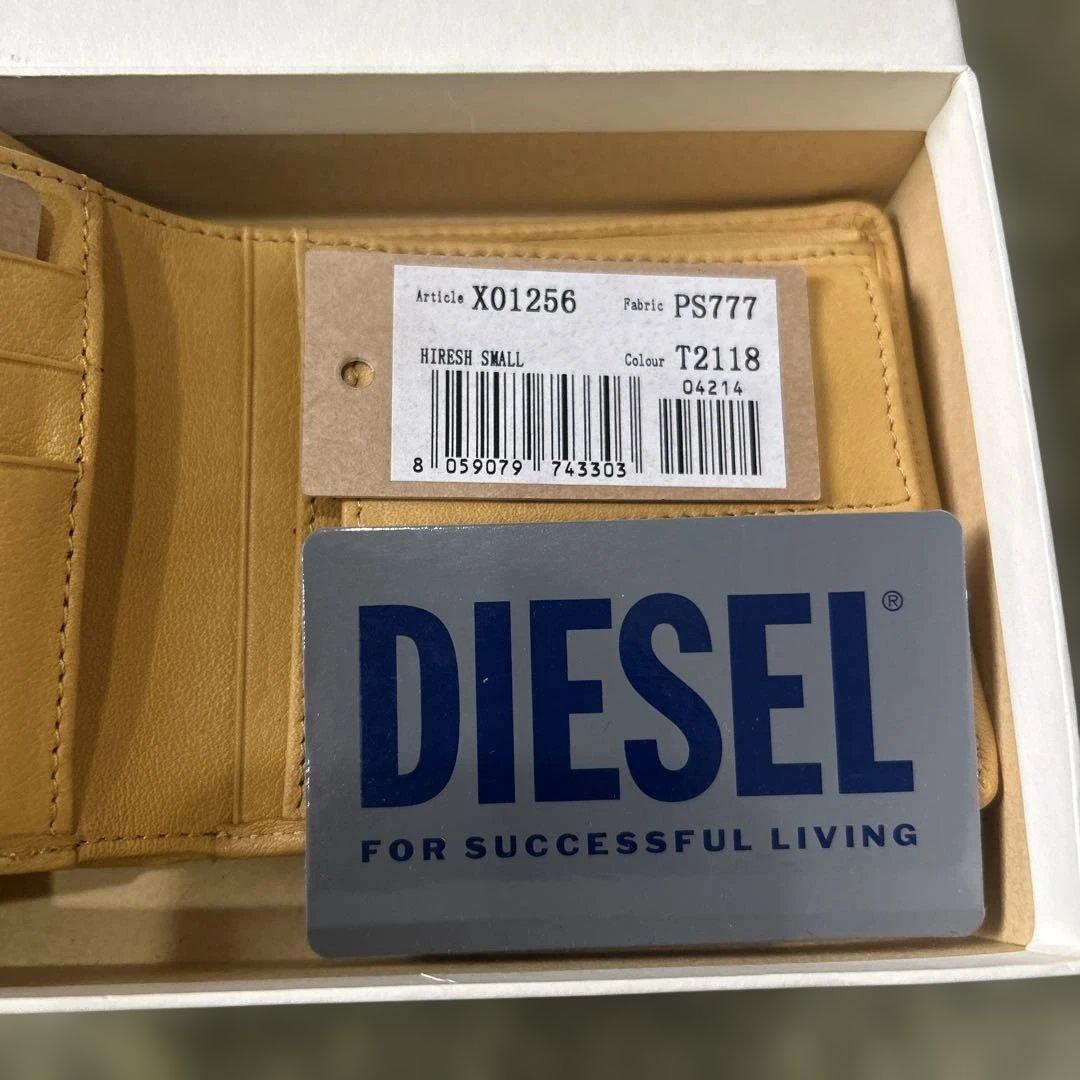 Article X01256 Fabric PS777
HIRESH SMALL Colour T2118
04214
8 059079 743303
DIESEL®
FOR SUCCESSFUL LIVING